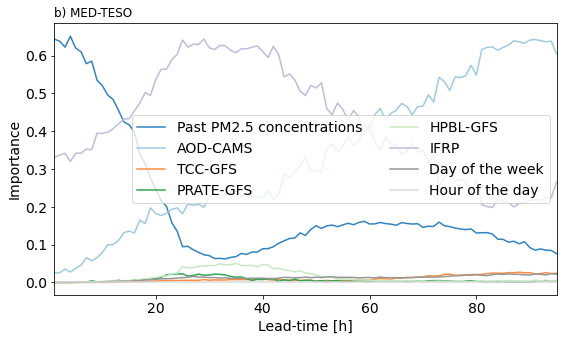 b) MED-TESO
0.6
0.5
0.4
0.3
0.2
0.1
0.0
Importance
Past PM2.5 concentrations
AOD-CAMS
TCC-GFS
PRATE-GFS
HPBL-GFS
IFRP
Day of the week
Hour of the day
20 40 60 80
Lead-time [h]